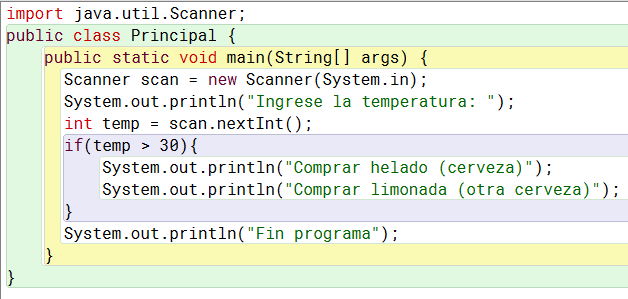 import java.util.Scanner;
public class Principal {
public static void main(String[] args) {
Scanner scan = new Scanner(System.in);
System.out.println("Ingrese la temperatura: ");
int temp = scan.nextInt();
if(temp > 30){
System.out.println("Comprar helado (cerveza)");
System.out.println("Comprar limonada (otra cerveza)");
}
System.out.println("Fin programa");
}
}